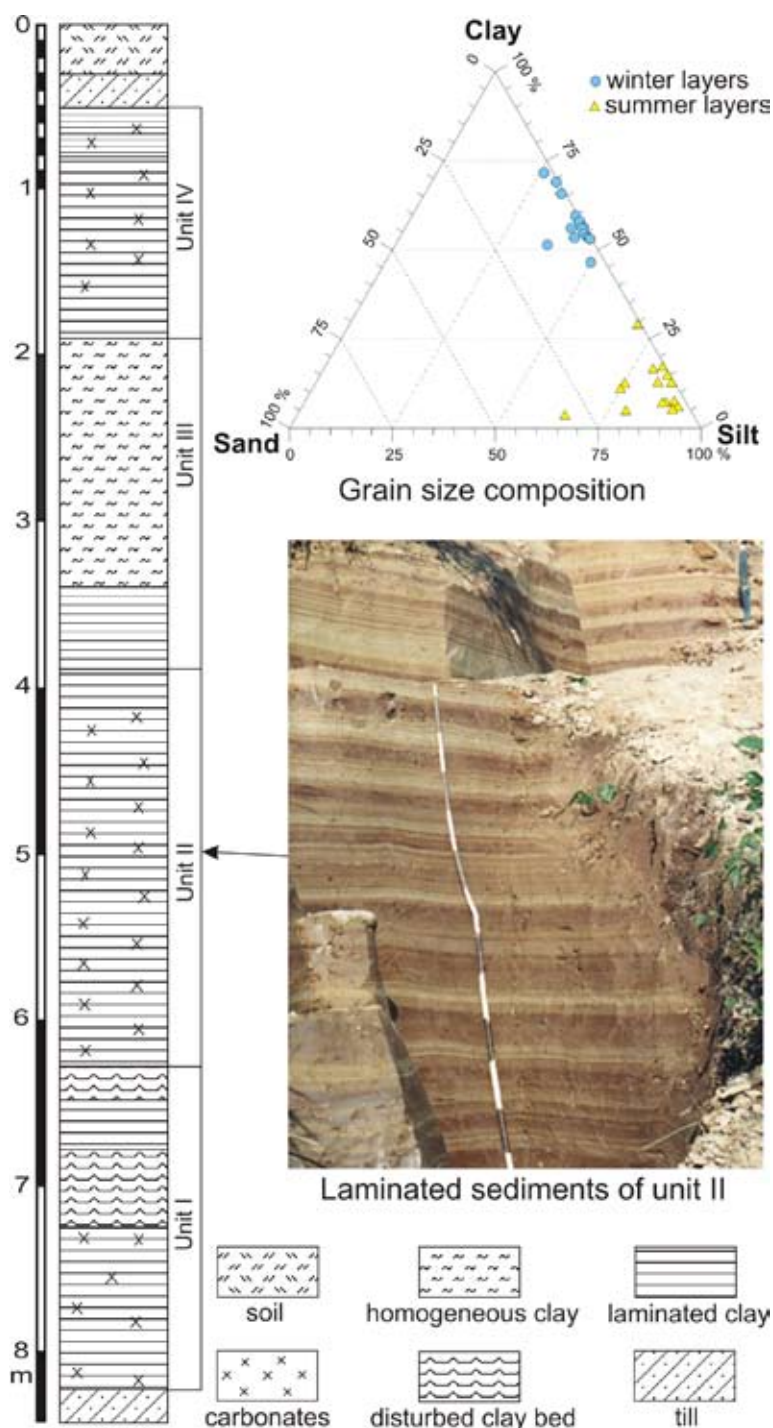 0
1
2
3
4
5
6
7
8
m
Unit IV
Unit III
Unit II
Unit I
Clay
0
100 %
winter layers
summer layers
25
75
50
50
75
25
100 %
0
Sand
Silt
0
25
50
75
100 %
Grain size composition
Laminated sediments of unit II
soil
homogeneous clay
laminated clay
carbonates
disturbed clay bed
till